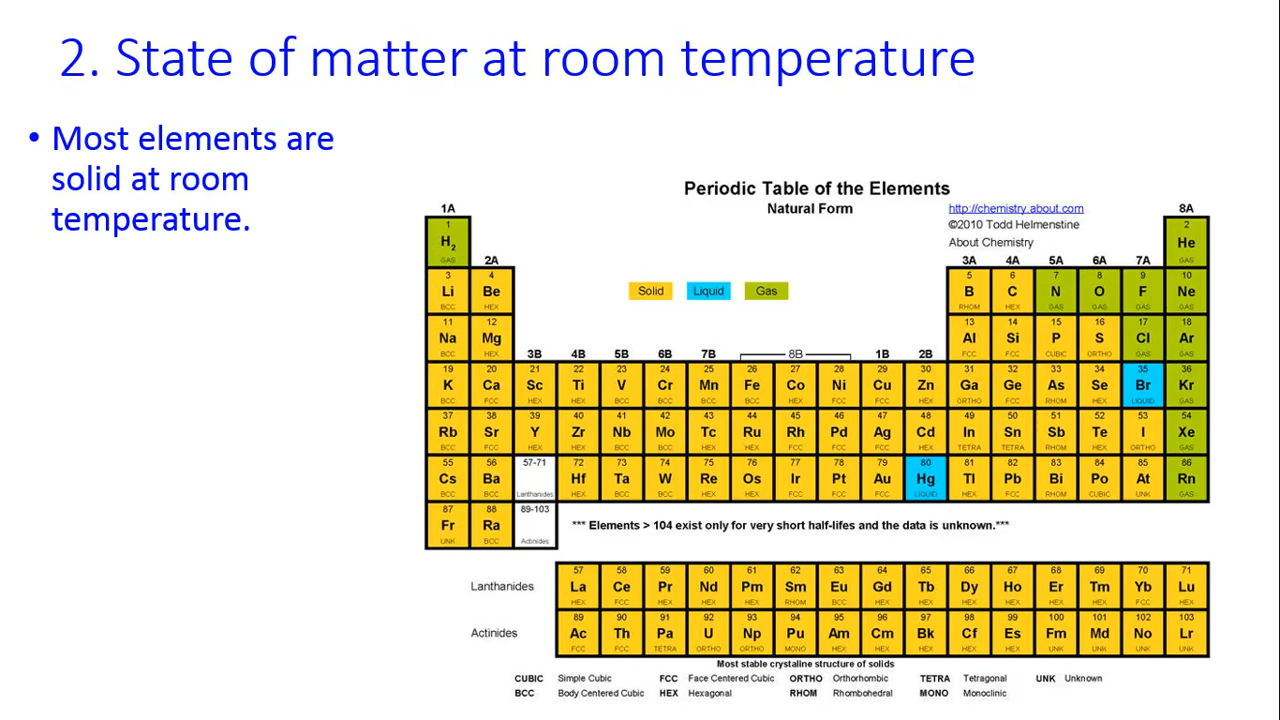 2. State of matter at room temperature
• Most elements are
solid at room
temperature.
Periodic Table of the Elements
Natural Form
http://chemistry.about.com
©2010 Todd Helmenstine
About Chemistry
1A 8A
1 2
H2 He
GAS GAS
2A 3A 4A 5A 6A 7A
Solid Liquid Gas
3 4 5 6 7 8 9 10
Li Be B C N O F Ne
BCC HEX RHOM HEX GAS GAS GAS GAS
11 12 13 14 15 16 17 18
Na Mg Al Si P S Cl Ar
BCC HEX FCC FCC CUBIC ORTHO GAS GAS
3B 4B 5B 6B 7B 8B 1B 2B
19 20 21 22 23 24 25 26 27 28 29 30 31 32 33 34 35 36
K Ca Sc Ti V Cr Mn Fe Co Ni Cu Zn Ga Ge As Se Br Kr
BCC FCC HEX HEX BCC BCC BCC BCC HEX FCC FCC HEX ORTHO FCC RHOM HEX LIQUID GAS
37 38 39 40 41 42 43 44 45 46 47 48 49 50 51 52 53 54
Rb Sr Y Zr Nb Mo Tc Ru Rh Pd Ag Cd In Sn Sb Te I Xe
BCC FCC HEX HEX BCC BCC HEX HEX FCC FCC FCC HEX TETRA TETRA RHOM HEX ORTHO GAS
55 56 57-71 72 73 74 75 76 77 78 79 80 81 82 83 84 85 86
Cs Ba Hf Ta W Re Os Ir Pt Au Hg Tl Pb Bi Po At Rn
BCC BCC Lanthanides HEX BCC BCC HEX HEX FCC FCC FCC LIQUID HEX FCC RHOM CUBIC UNK GAS
87 88 89-103
Fr Ra
UNK BCC Actinides
*** Elements > 104 exist only for very short half-lifes and the data is unknown.***
57 58 59 60 61 62 63 64 65 66 67 68 69 70 71
Lanthanides La Ce Pr Nd Pm Sm Eu Gd Tb Dy Ho Er Tm Yb Lu
HEX FCC HEX HEX HEX RHOM BCC HEX HEX HEX HEX HEX HEX FCC HEX
89 90 91 92 93 94 95 96 97 98 99 100 101 102 103
Actinides Ac Th Pa U Np Pu Am Cm Bk Cf Es Fm Md No Lr
FCC FCC TETRA ORTHO ORTHO MONO HEX HEX HEX HEX HEX UNK UNK UNK UNK
Most stable crystaline structure of solids
CUBIC Simple Cubic FCC Face Centered Cubic ORTHO Orthorhombic TETRA Tetragonal UNK Unknown
BCC Body Centered Cubic HEX Hexagonal RHOM Rhombohedral MONO Monoclinic